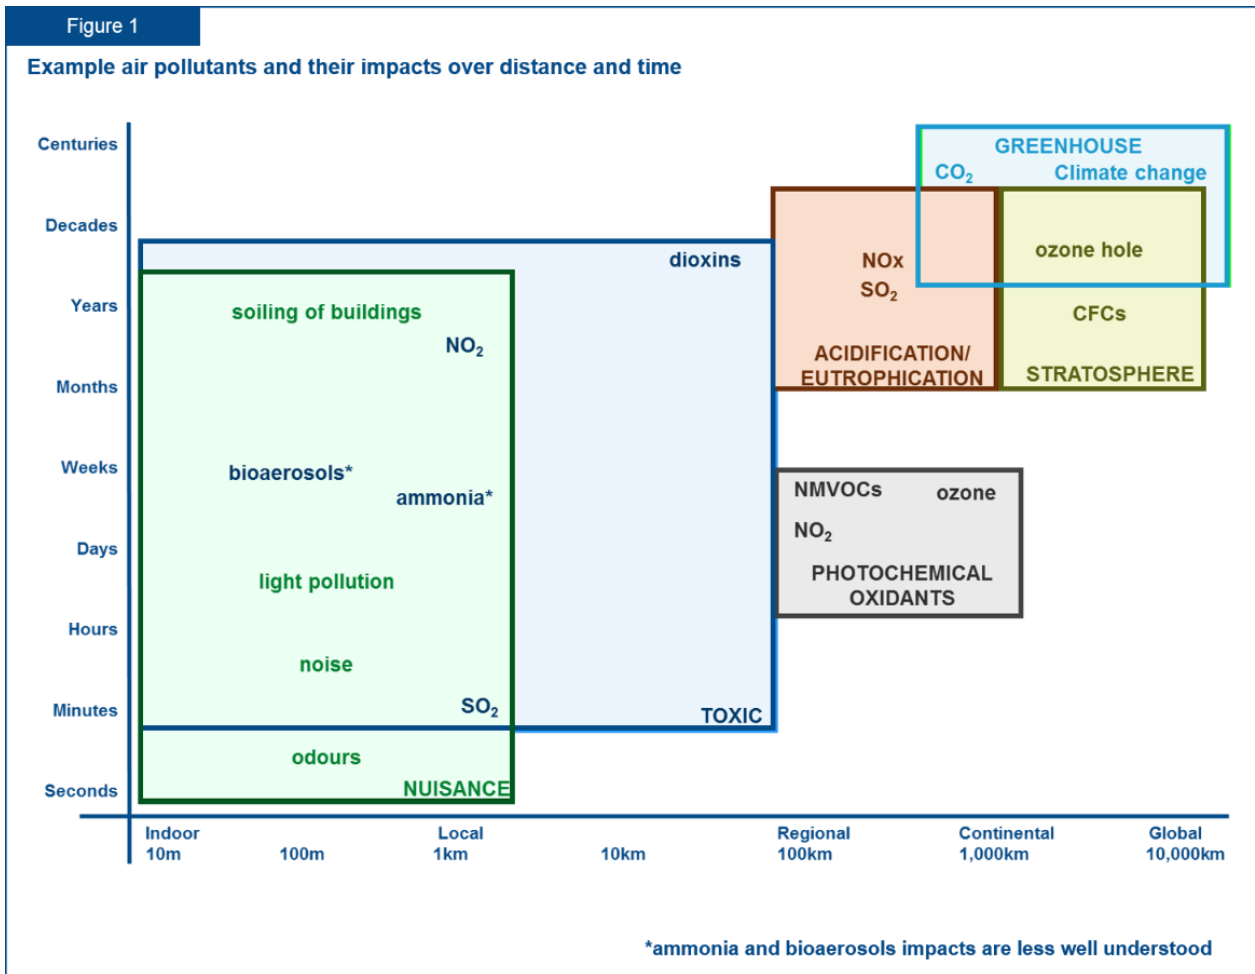 Figure 1
Example air pollutants and their impacts over distance and time
Centuries
Decades
Years
Months
Weeks
Days
Hours
Minutes
Seconds
GREENHOUSE
CO₂
Climate change
ozone hole
CFCs
STRATOSPHERE
NOx
SO₂
ACIDIFICATION/
EUTROPHICATION
dioxins
TOXIC
soiling of buildings
NO₂
bioaerosols*
ammonia*
light pollution
noise
SO₂
odours
NUISANCE
NMVOCs
ozone
NO₂
PHOTOCHEMICAL
OXIDANTS
Indoor
10m
100m
Local
1km
10km
Regional
100km
Continental
1,000km
Global
10,000km
*ammonia and bioaerosols impacts are less well understood